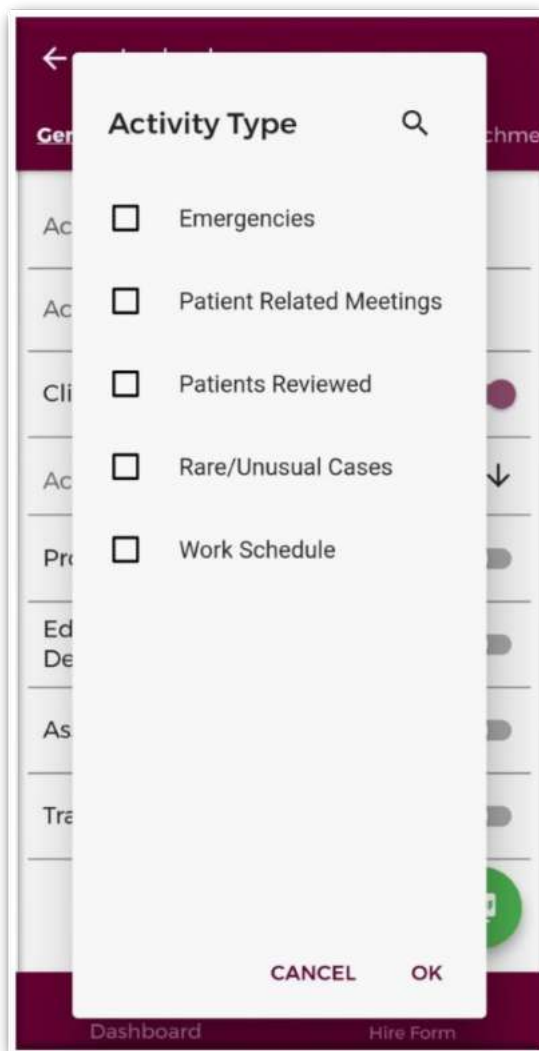 Activity Type
Emergencies
Patient Related Meetings
Patients Reviewed
Rare/Unusual Cases
Work Schedule
CANCEL OK
Dashboard Hire Form